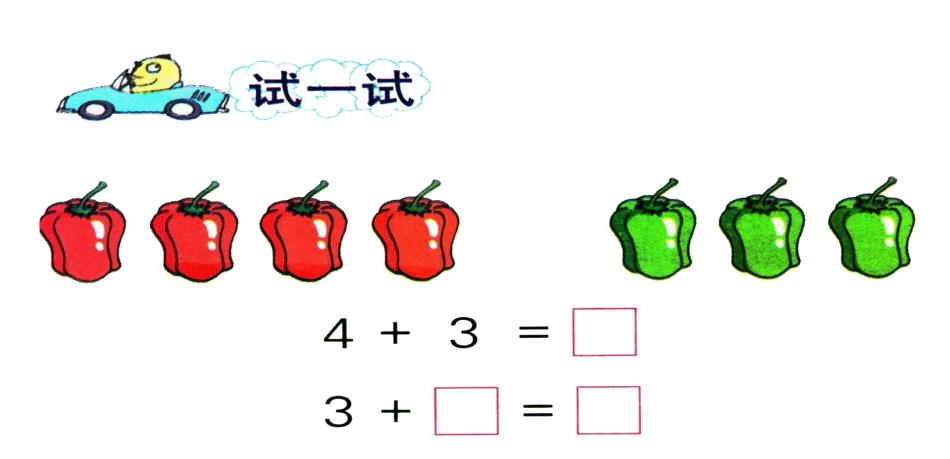 试一试
4 + 3 = □
3 + □ = □